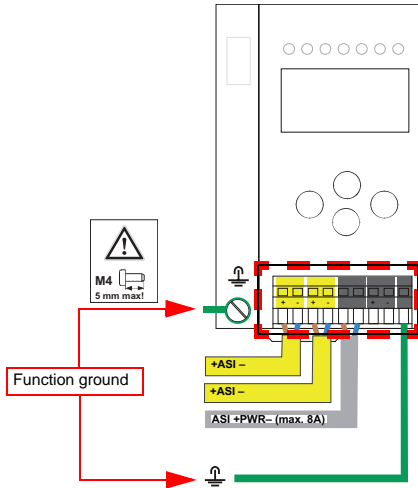 M4
5 mm max!
+ - + - + -
+ASI –
Function ground
+ASI –
ASI +PWR– (max. 8A)